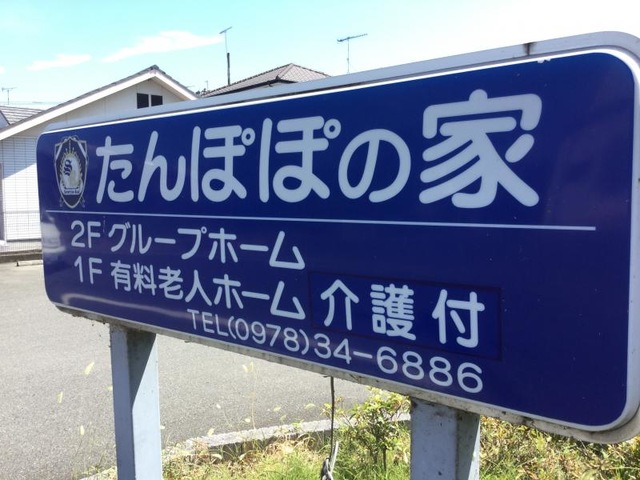 たんぽぽの家
2F グループホーム
1F 有料老人ホーム 介護付
TEL(0978)34-6886